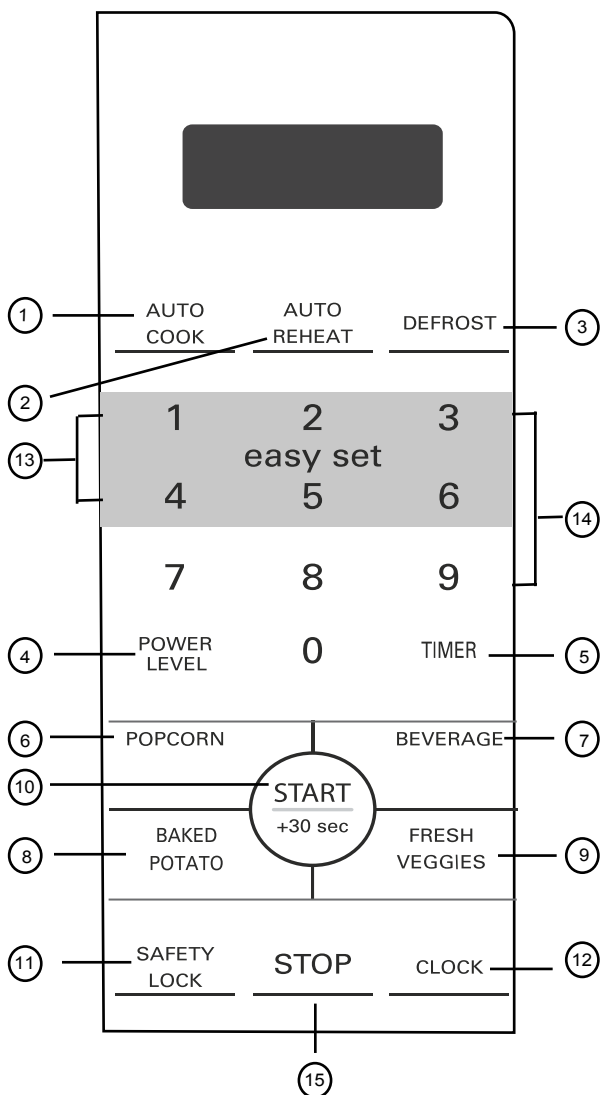 1 AUTO AUTO
COOK REHEAT DEFROST 3
2
1 2 3
13 easy set
4 5 6 14
7 8 9
4 POWER
LEVEL 0 TIMER 5
6 POPCORN BEVERAGE 7
10 START
+30 sec
8 BAKED
POTATO
FRESH
VEGGIES 9
11 SAFETY
LOCK
STOP
CLOCK 12
15